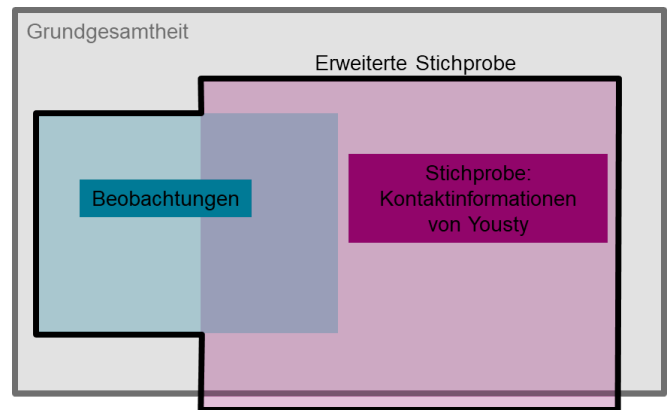 Grundgesamtheit
Erweiterte Stichprobe
Beobachtungen
Stichprobe:
Kontaktinformationen
von Yousty